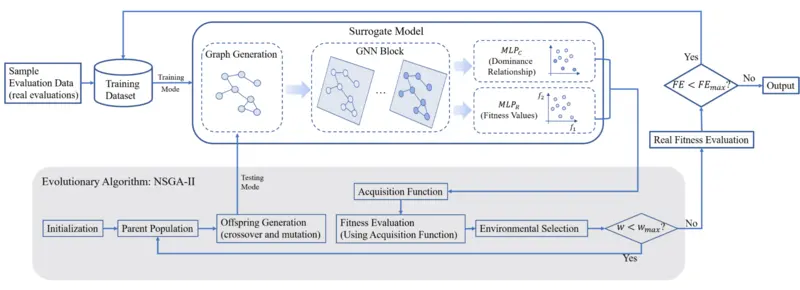 Surrogate Model
Sample
Evaluation Data
(real evaluations)
Training
Dataset
Training
Mode
Graph Generation
GNN Block
...
MLP_C
(Dominance
Relationship)
MLP_R
(Fitness Values)
f_2
f_1
Yes
FE < FE_max?
No
Output
Real Fitness Evaluation
Evolutionary Algorithm: NSGA-II
Testing
Mode
Acquisition Function
Initialization
Parent Population
Offspring Generation
(crossover and mutation)
Fitness Evaluation
(Using Acquisition Function)
Environmental Selection
w < w_max?
No
Yes